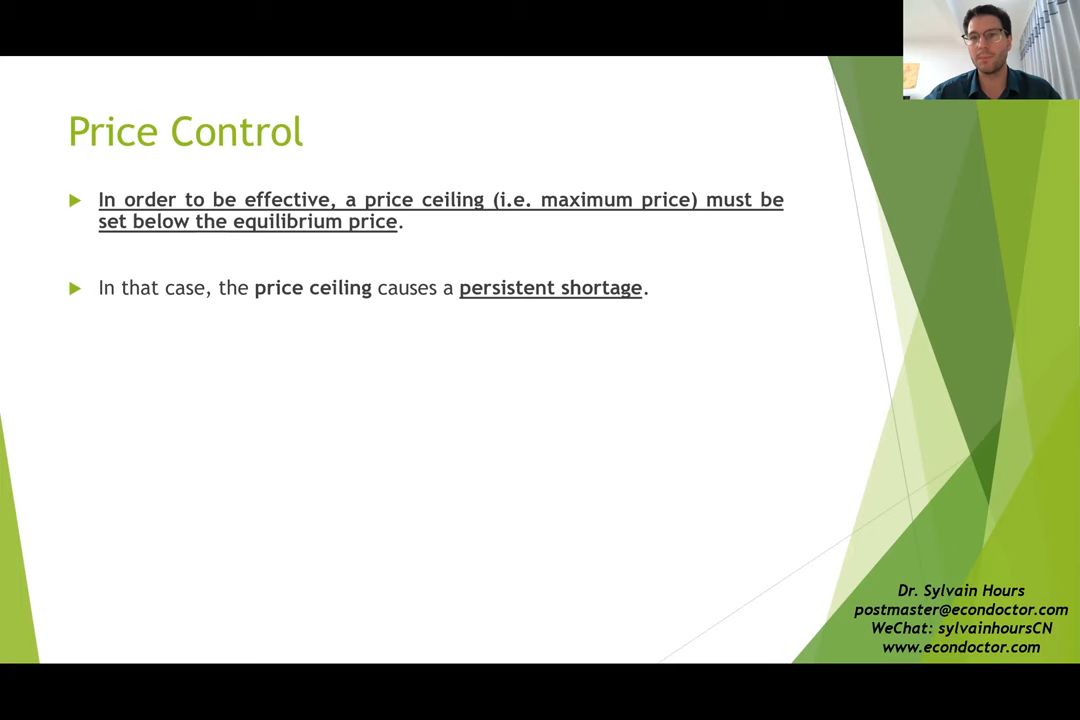 Price Control
In order to be effective, a price ceiling (i.e. maximum price) must be
set below the equilibrium price.
In that case, the price ceiling causes a persistent shortage.
Dr. Sylvain Hours
postmaster@econdoctor.com
WeChat: sylvainhoursCN
www.econdoctor.com